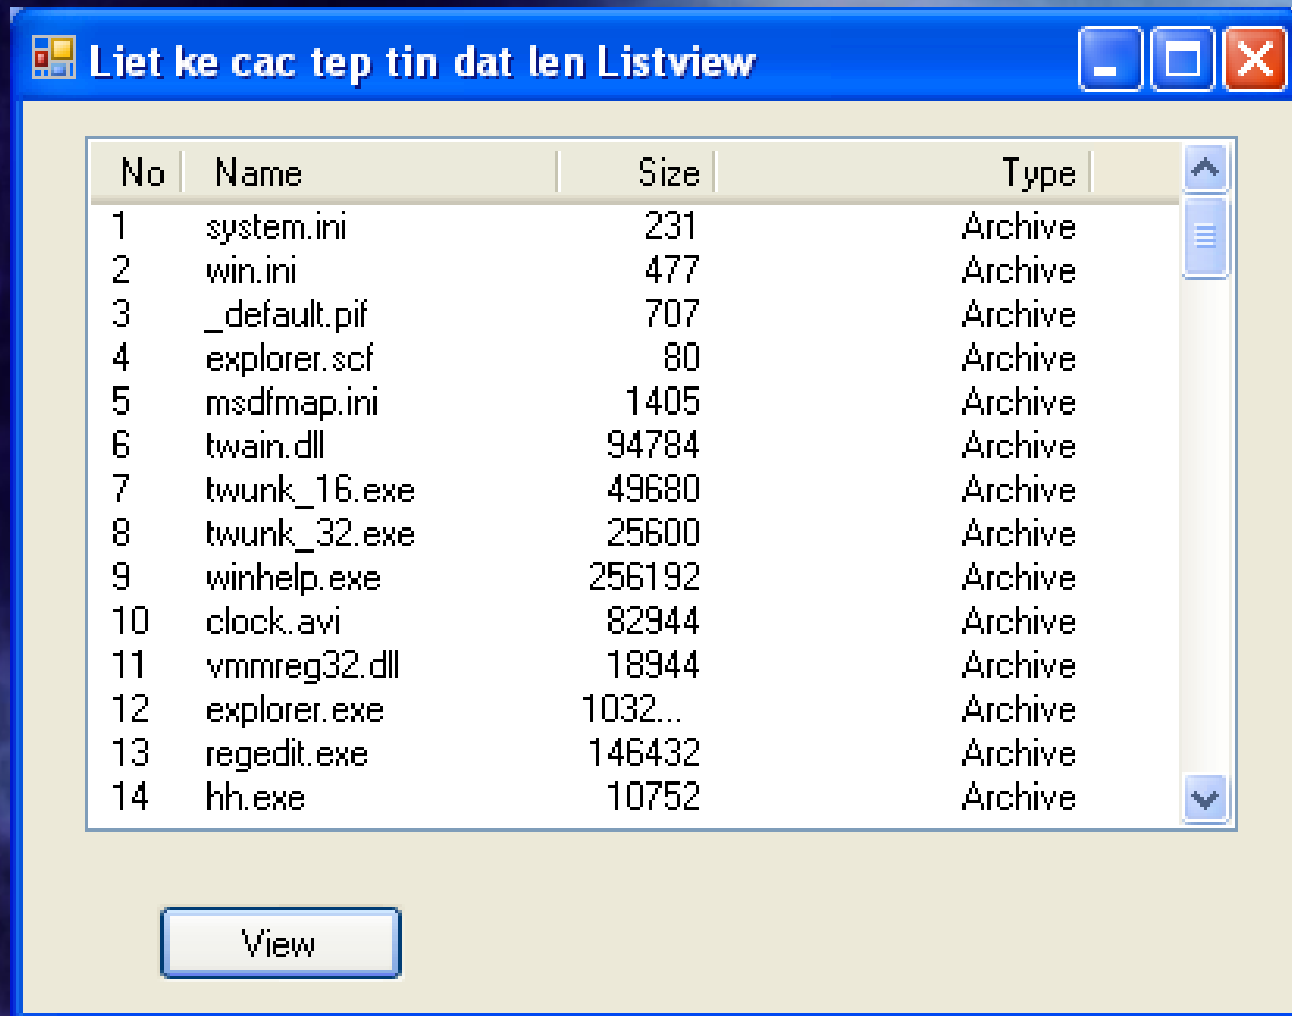 Liet ke cac tep tin dat len Listview
No Name Size Type
1 system.ini 231 Archive
2 win.ini 477 Archive
3 _default.pif 707 Archive
4 explorer.scf 80 Archive
5 msdfmap.ini 1405 Archive
6 twain.dll 94784 Archive
7 twunk_16.exe 49680 Archive
8 twunk_32.exe 25600 Archive
9 winhelp.exe 256192 Archive
10 clock.avi 82944 Archive
11 vmmreg32.dll 18944 Archive
12 explorer.exe 1032... Archive
13 regedit.exe 146432 Archive
14 hh.exe 10752 Archive
View